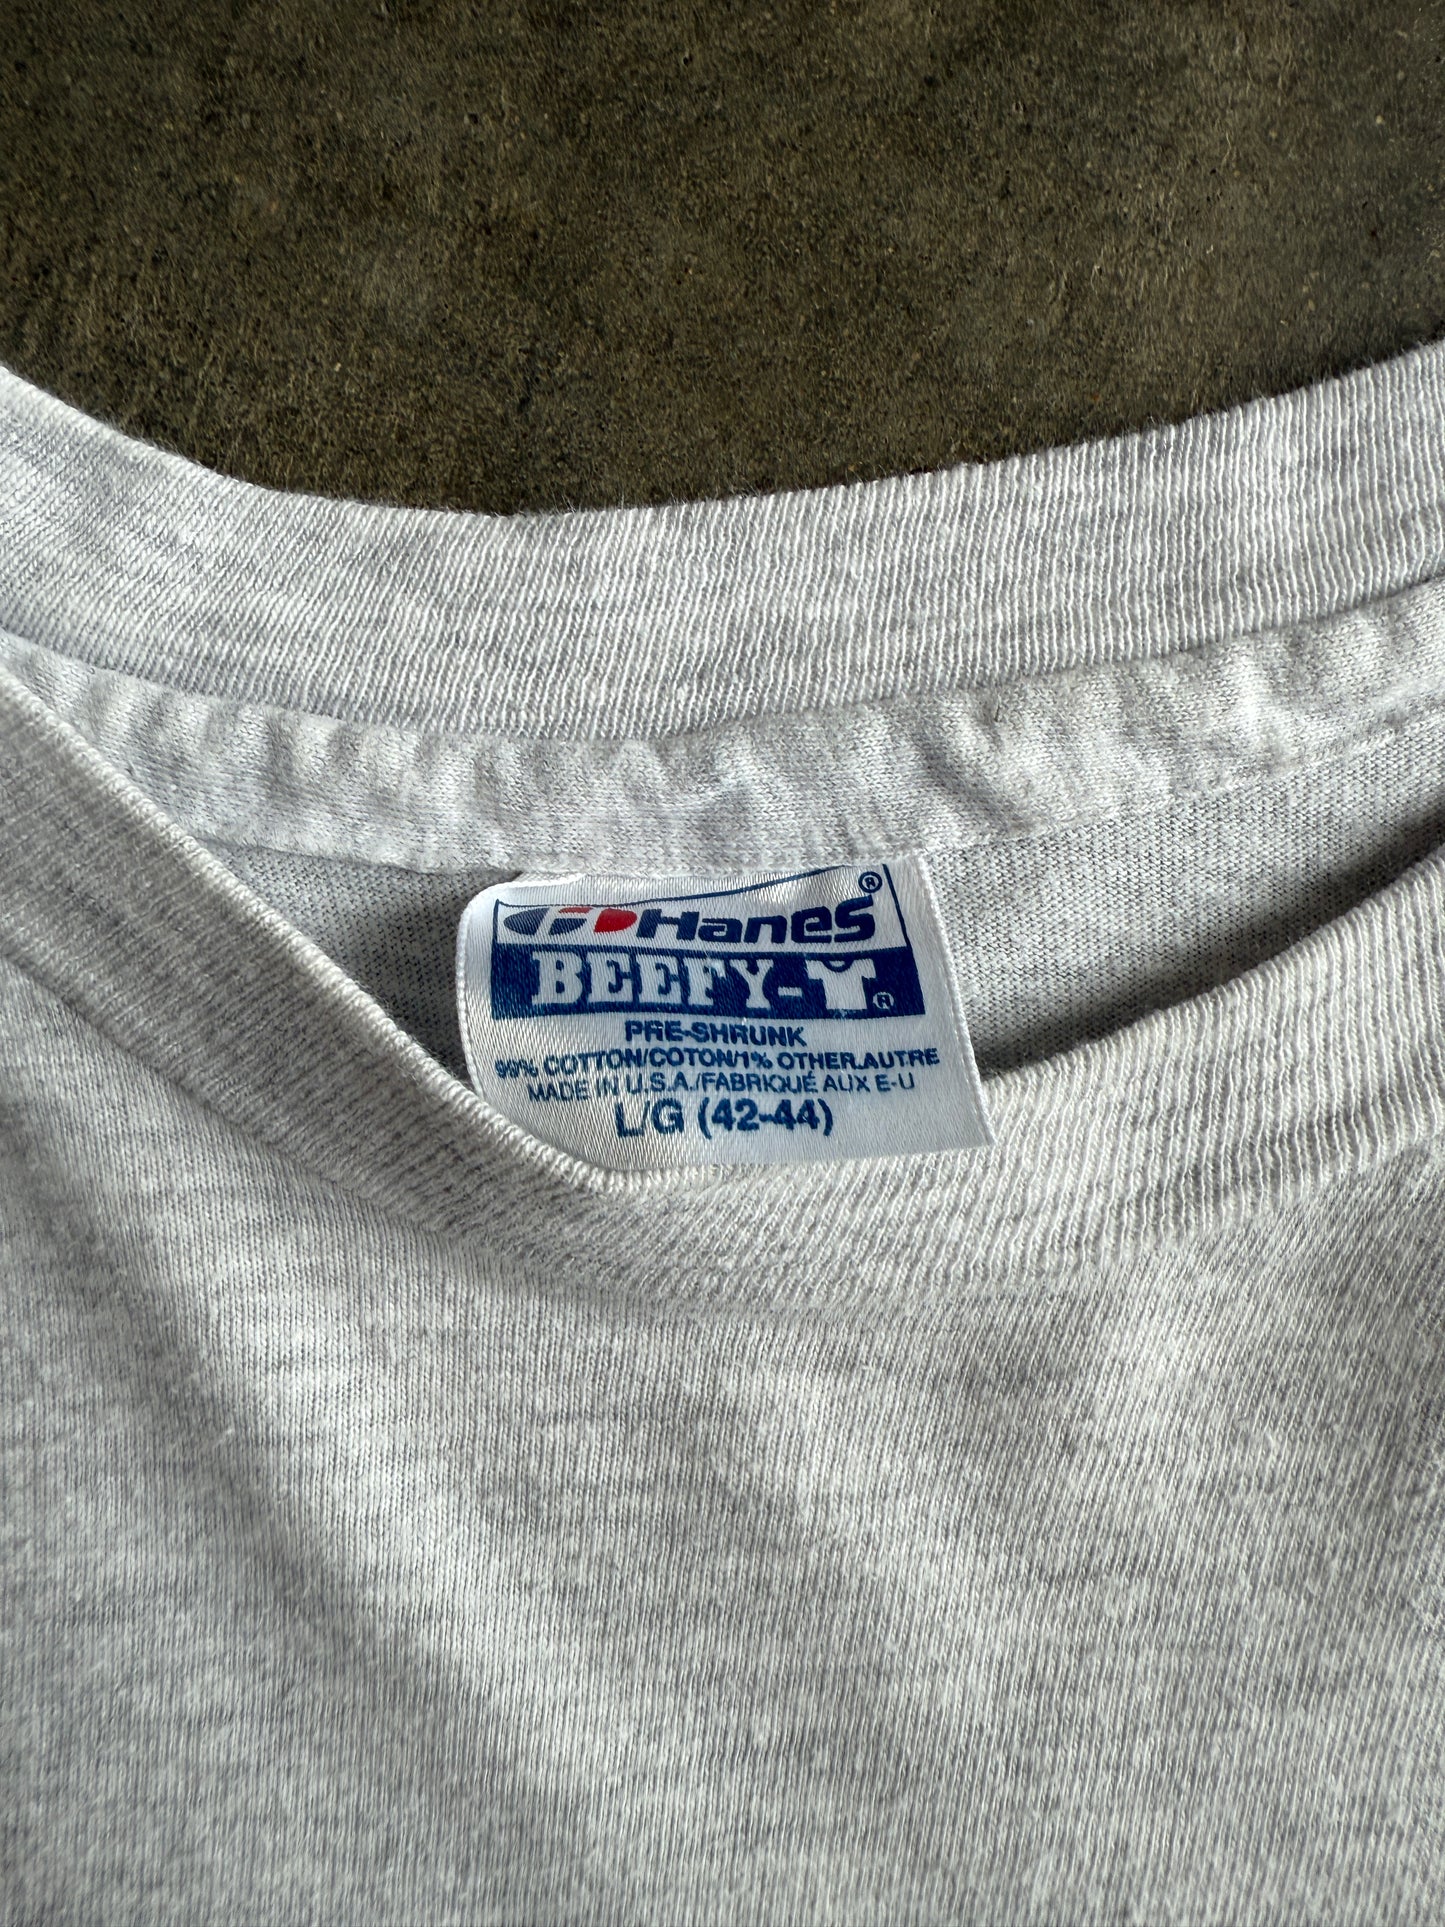 Hanes®
BEEFY-T®
PRE-SHRUNK
99% COTTON/COTON/1% OTHER.AUTRE
MADE IN U.S.A./FABRIQUÉ AUX E-U
L/G (42-44)